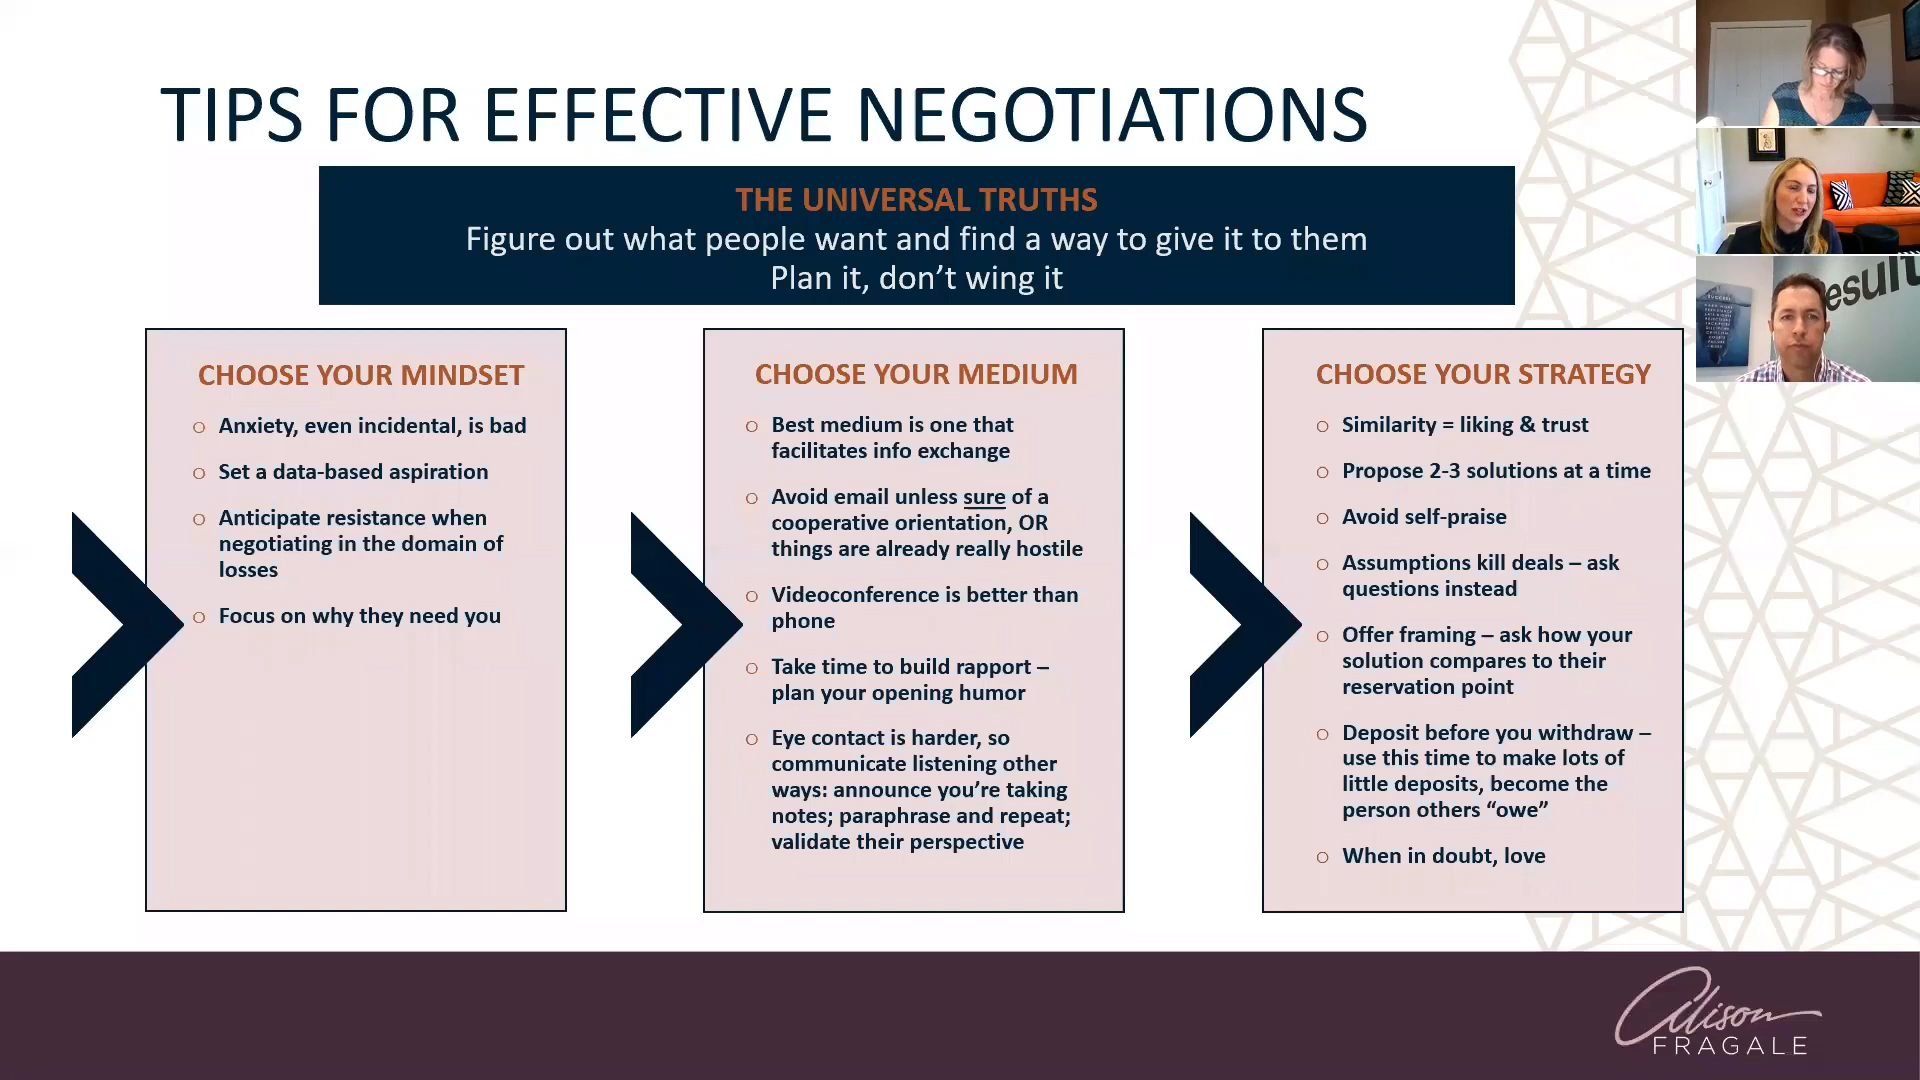 TIPS FOR EFFECTIVE NEGOTIATIONS
THE UNIVERSAL TRUTHS
Figure out what people want and find a way to give it to them
Plan it, don’t wing it
CHOOSE YOUR MINDSET
Anxiety, even incidental, is bad
Set a data-based aspiration
Anticipate resistance when
negotiating in the domain of
losses
Focus on why they need you
CHOOSE YOUR MEDIUM
Best medium is one that
facilitates info exchange
Avoid email unless sure of a
cooperative orientation, OR
things are already really hostile
Videoconference is better than
phone
Take time to build rapport –
plan your opening humor
Eye contact is harder, so
communicate listening other
ways: announce you’re taking
notes; paraphrase and repeat;
validate their perspective
CHOOSE YOUR STRATEGY
Similarity = liking & trust
Propose 2-3 solutions at a time
Avoid self-praise
Assumptions kill deals – ask
questions instead
Offer framing – ask how your
solution compares to their
reservation point
Deposit before you withdraw –
use this time to make lots of
little deposits, become the
person others “owe”
When in doubt, love
esult
SUCCESS
Alison
FRAGALE